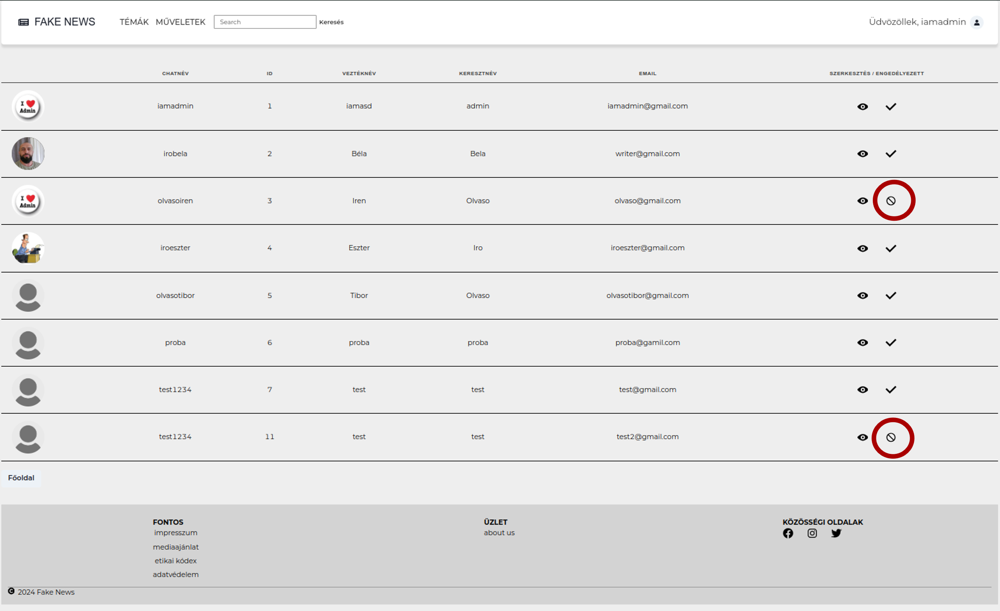 FAKE NEWS TÉMÁK MŰVELETEK Search Keresés Üdvözöllek, iamadmin
CHATNÉV ID VEZTÉKNÉV KERESZTNÉV EMAIL SZERKESZTÉS / ENGEDÉLYEZETT
I Admin iamadmin 1 iamasd admin iamadmin@gmail.com
irobela 2 Béla Bela writer@gmail.com
I Admin olvasoiren 3 Iren Olvaso olvaso@gmail.com
iroeszter 4 Eszter Iro iroeszter@gmail.com
olvasotibor 5 Tibor Olvaso olvasotibor@gmail.com
proba 6 proba proba proba@gamil.com
test1234 7 test test test@gmail.com
test1234 11 test test test2@gmail.com
Főoldal
FONTOS ÜZLET KÖZÖSSÉGI OLDALAK
impresszum about us
mediaajánlat
etikai kódex
adatvédelem
© 2024 Fake News